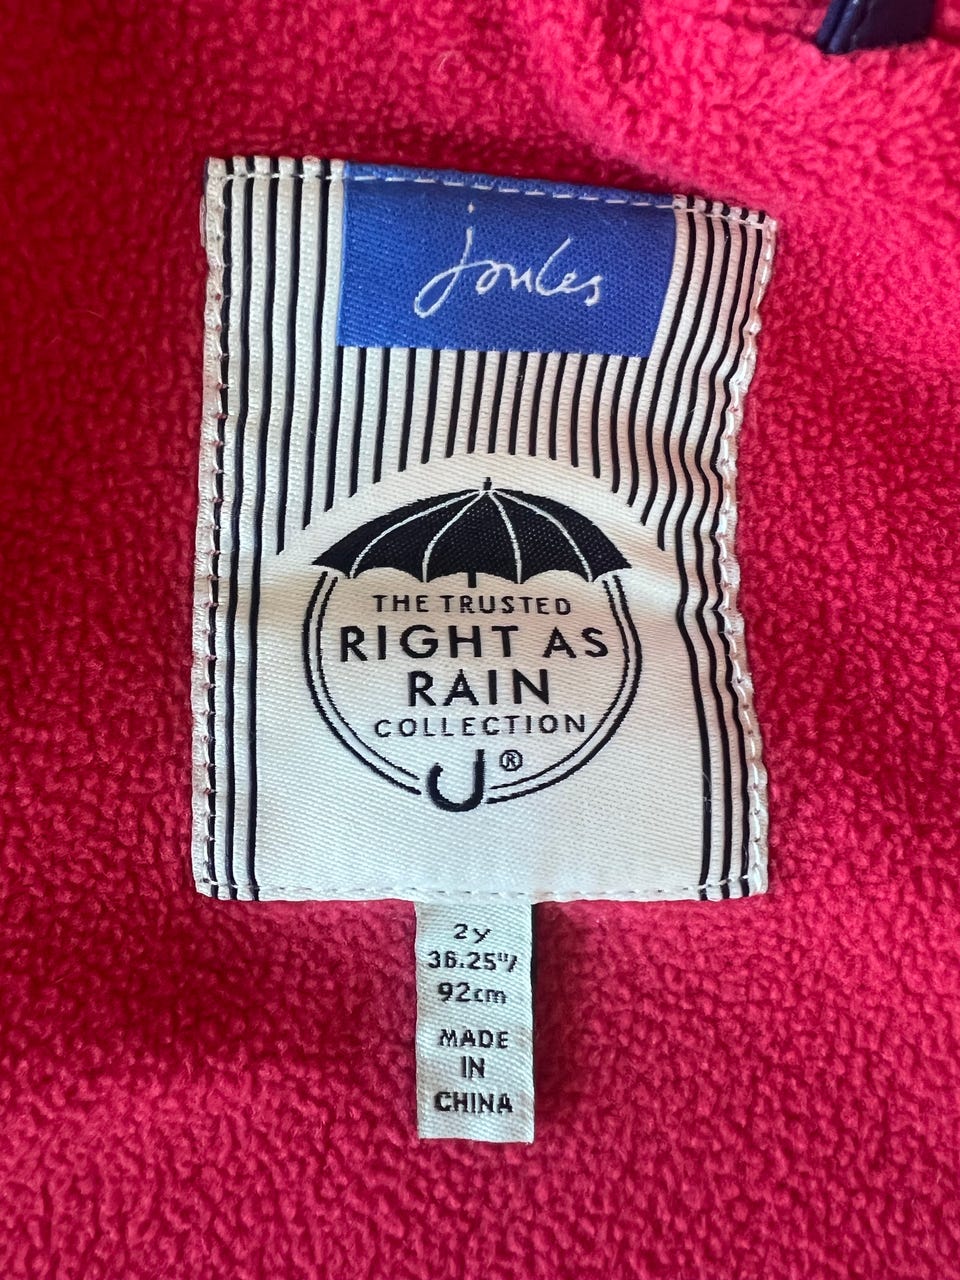 joules
THE TRUSTED
RIGHT AS
RAIN
COLLECTION
®
2y
36.25"/
92cm
MADE
IN
CHINA